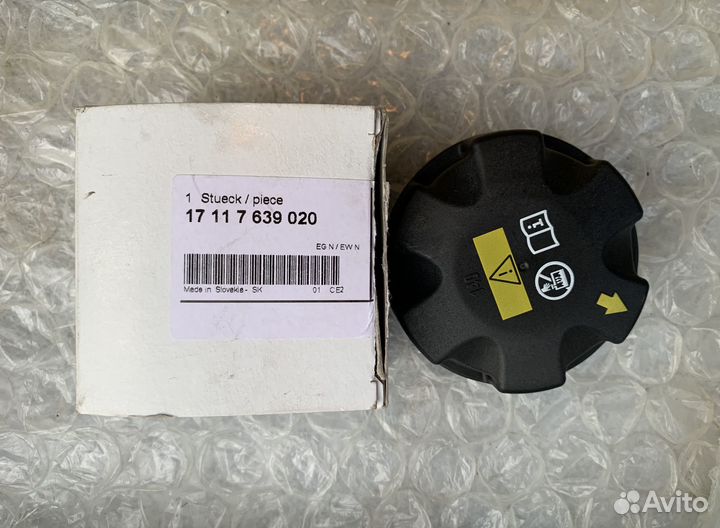 1 Stueck / piece
17 11 7 639 020
EG N / EW N
Made in Slovakia - SK 01 CE2
Avito